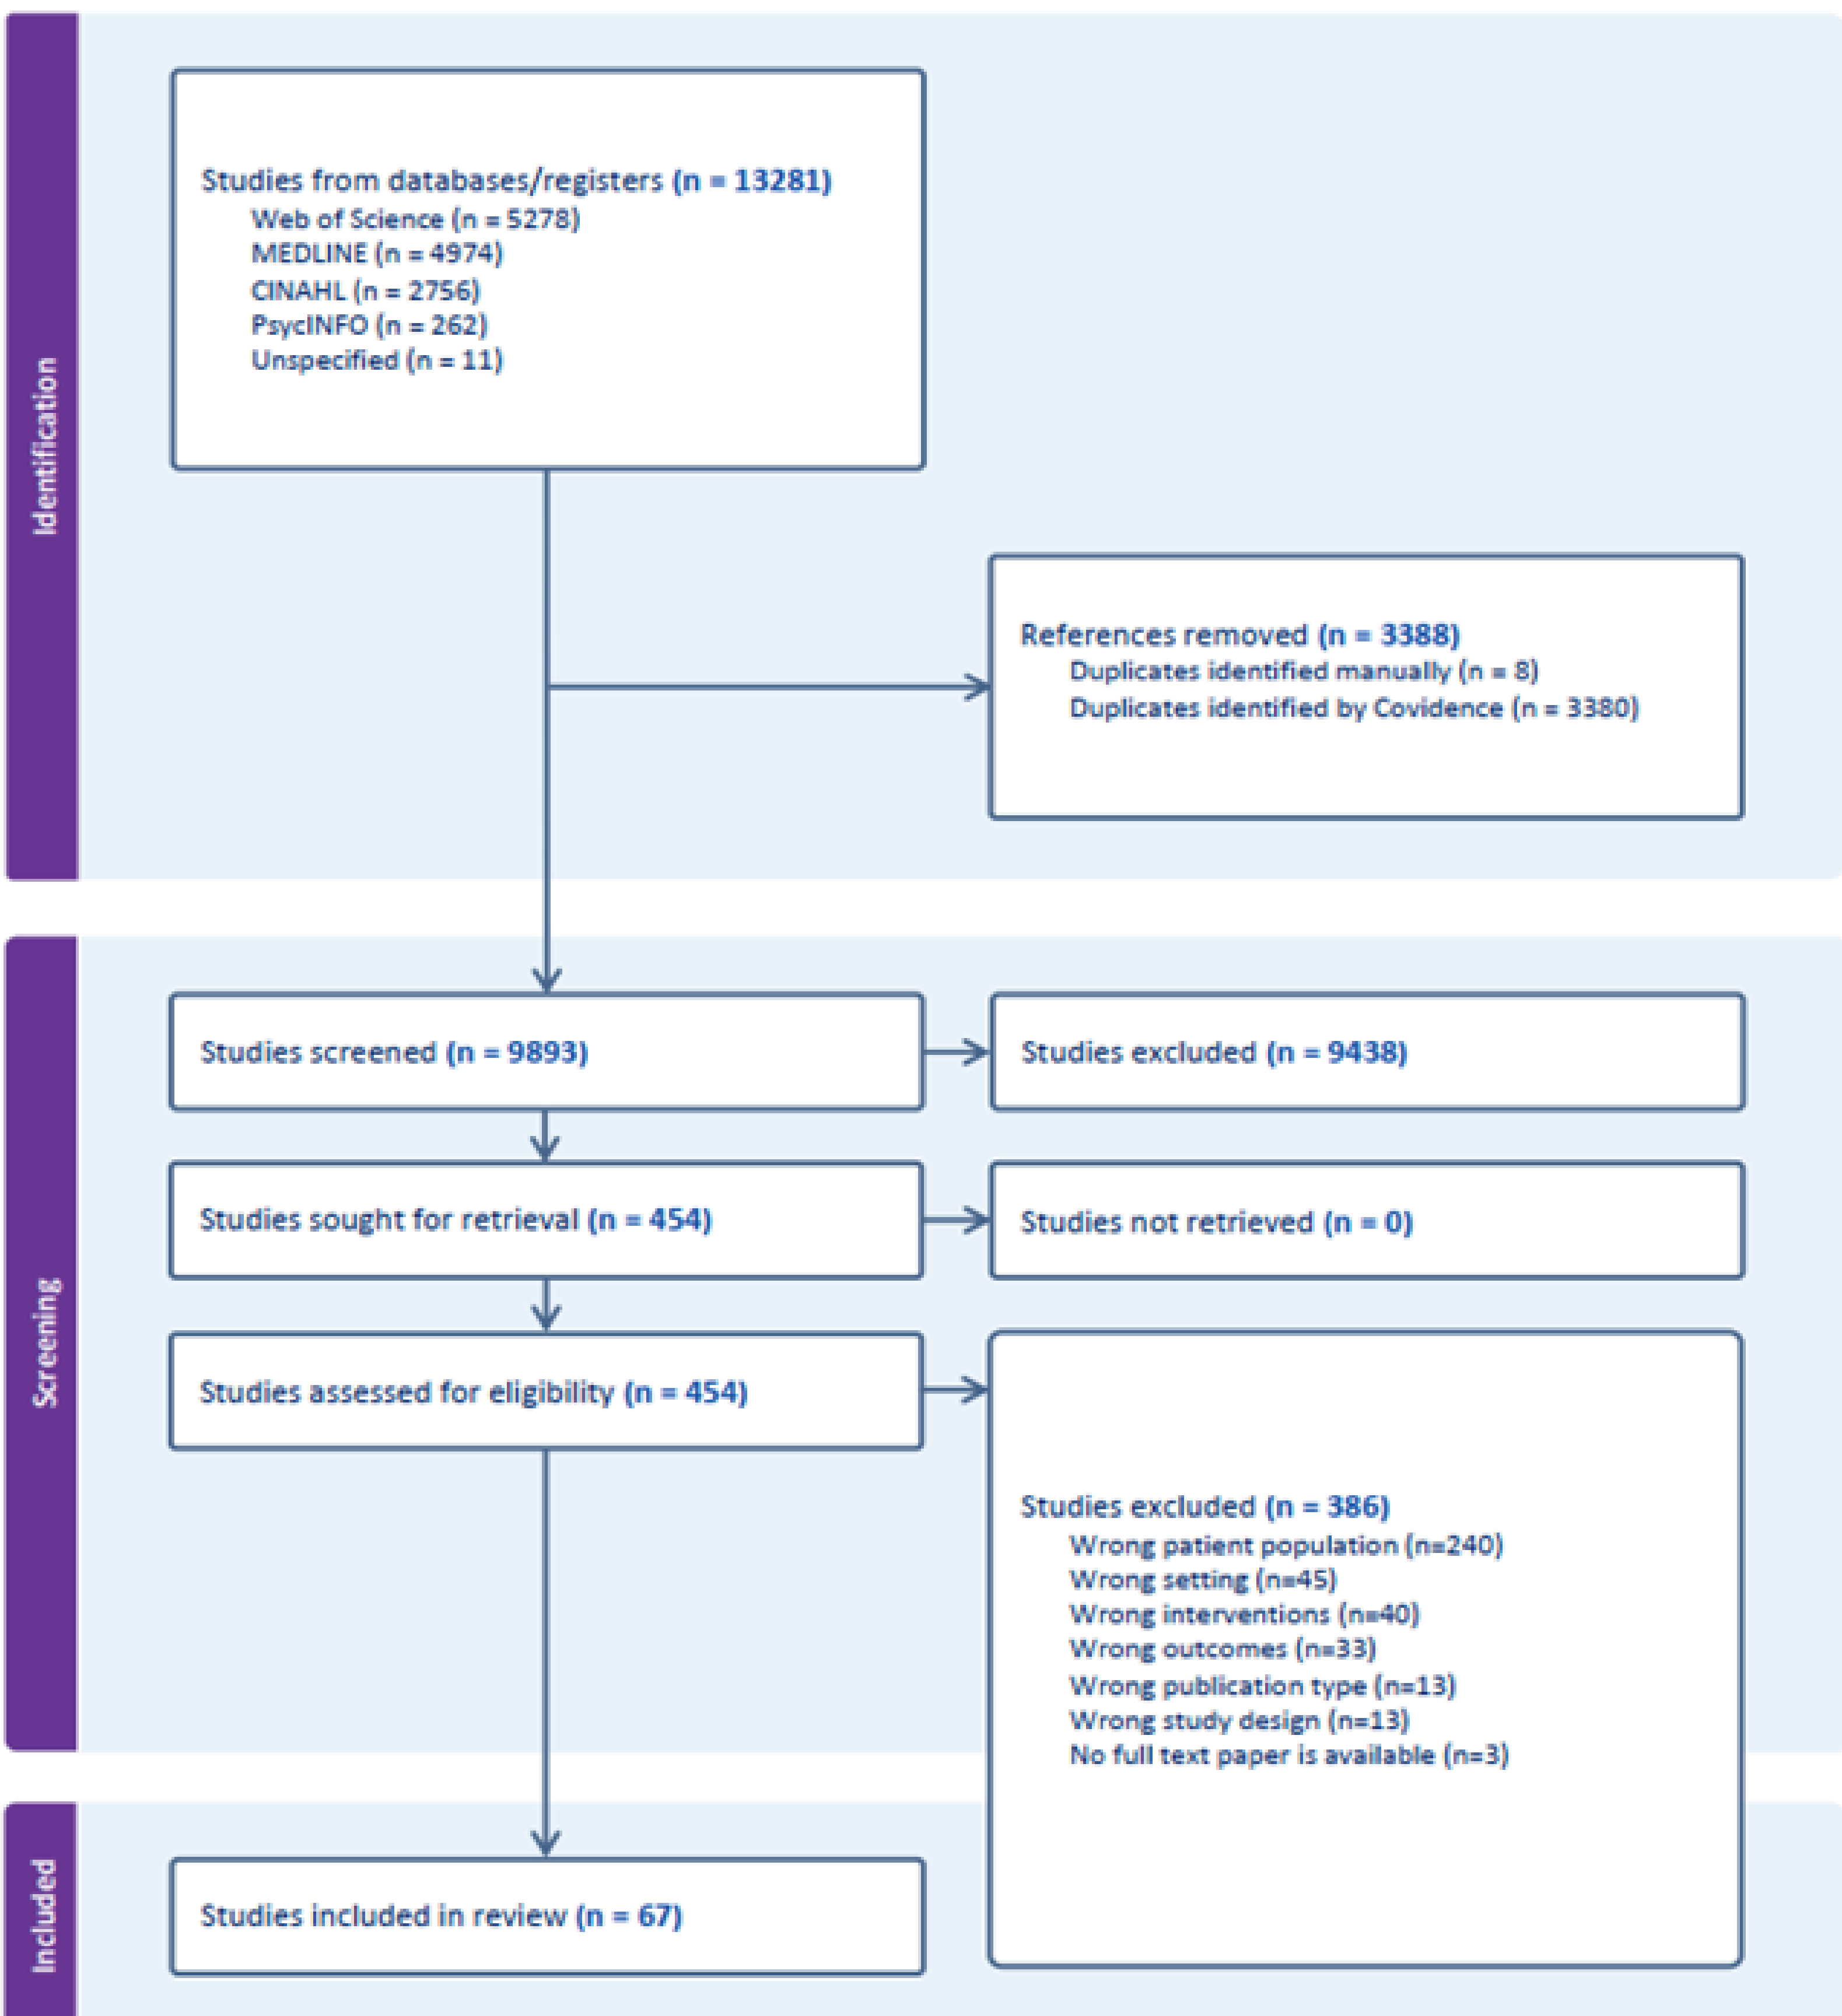 Identification
Studies from databases/registers (n = 13281)
Web of Science (n = 5278)
MEDLINE (n = 4974)
CINAHL (n = 2756)
PsycINFO (n = 262)
Unspecified (n = 11)
References removed (n = 3388)
Duplicates identified manually (n = 8)
Duplicates identified by Covidence (n = 3380)
Screening
Studies screened (n = 9893)
Studies excluded (n = 9438)
Studies sought for retrieval (n = 454)
Studies not retrieved (n = 0)
Studies assessed for eligibility (n = 454)
Studies excluded (n = 386)
Wrong patient population (n=240)
Wrong setting (n=45)
Wrong interventions (n=40)
Wrong outcomes (n=33)
Wrong publication type (n=13)
Wrong study design (n=13)
No full text paper is available (n=3)
Included
Studies included in review (n = 67)